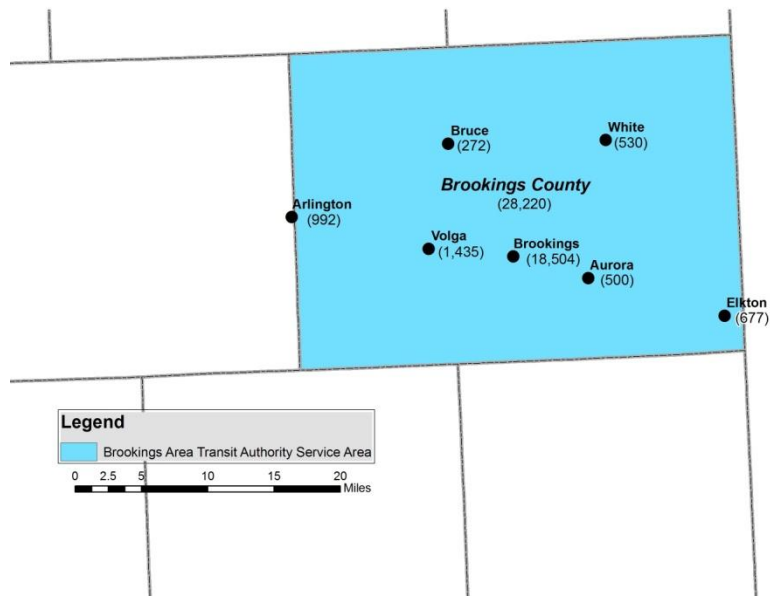 Bruce
(272)
White
(530)
Brookings County
(28,220)
Arlington
(992)
Volga
(1,435)
Brookings
(18,504)
Aurora
(500)
Elkton
(677)
Legend
Brookings Area Transit Authority Service Area
0 2.5 5 10 15 20
Miles